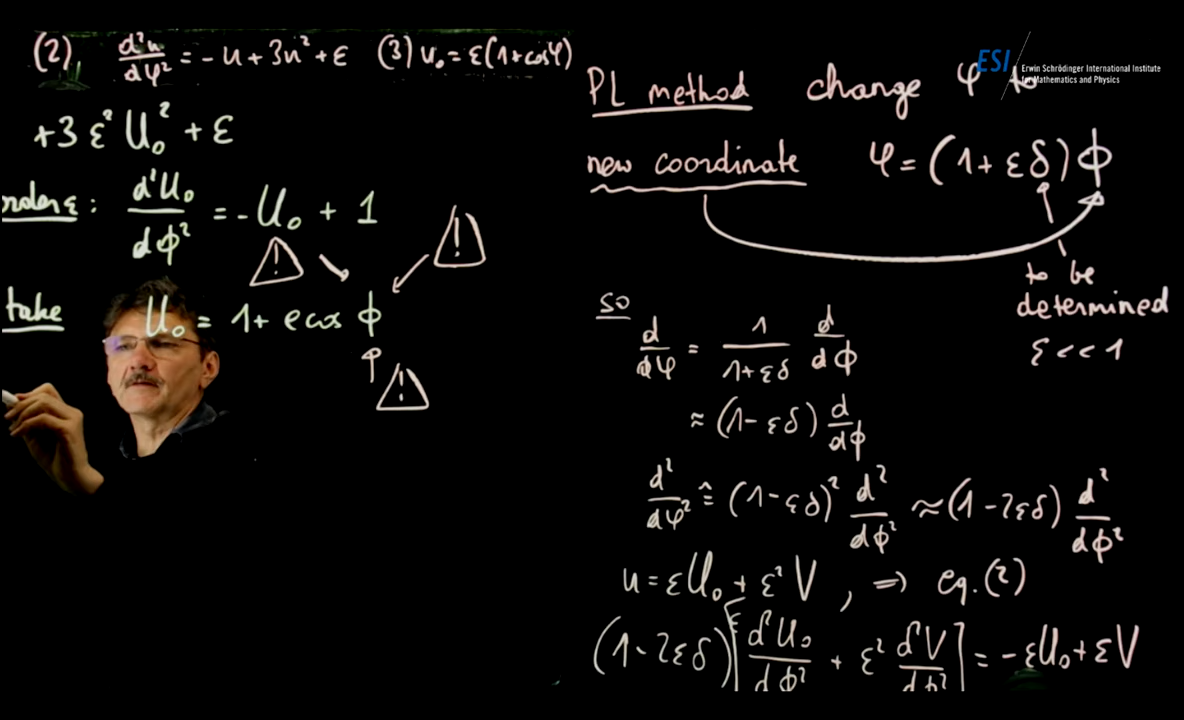 (2) d²u/dφ² = -u + 3u² + ε (3) u₀ = ε(1+cosφ)
+3 ε² U₀² + ε
order ε: d²U₀/dϕ² = -U₀ + 1
!
!
take U₀ = 1 + e cos ϕ
!
ESI Erwin Schrödinger International Institute
for Mathematics and Physics
PL method change φ to
new coordinate φ = (1+εδ)ϕ
to be
determined
ε << 1
so
d/dφ = 1/(1+εδ) d/dϕ
≈ (1-εδ) d/dϕ
d²/dφ² ≙ (1-εδ)² d²/dϕ² ≈ (1-2εδ) d²/dϕ²
u = εU₀ + ε²V, ⇒ eq.(2)
(1-2εδ)[ε d²U₀/dϕ² + ε² d²V/dϕ²] = -εU₀ + εV